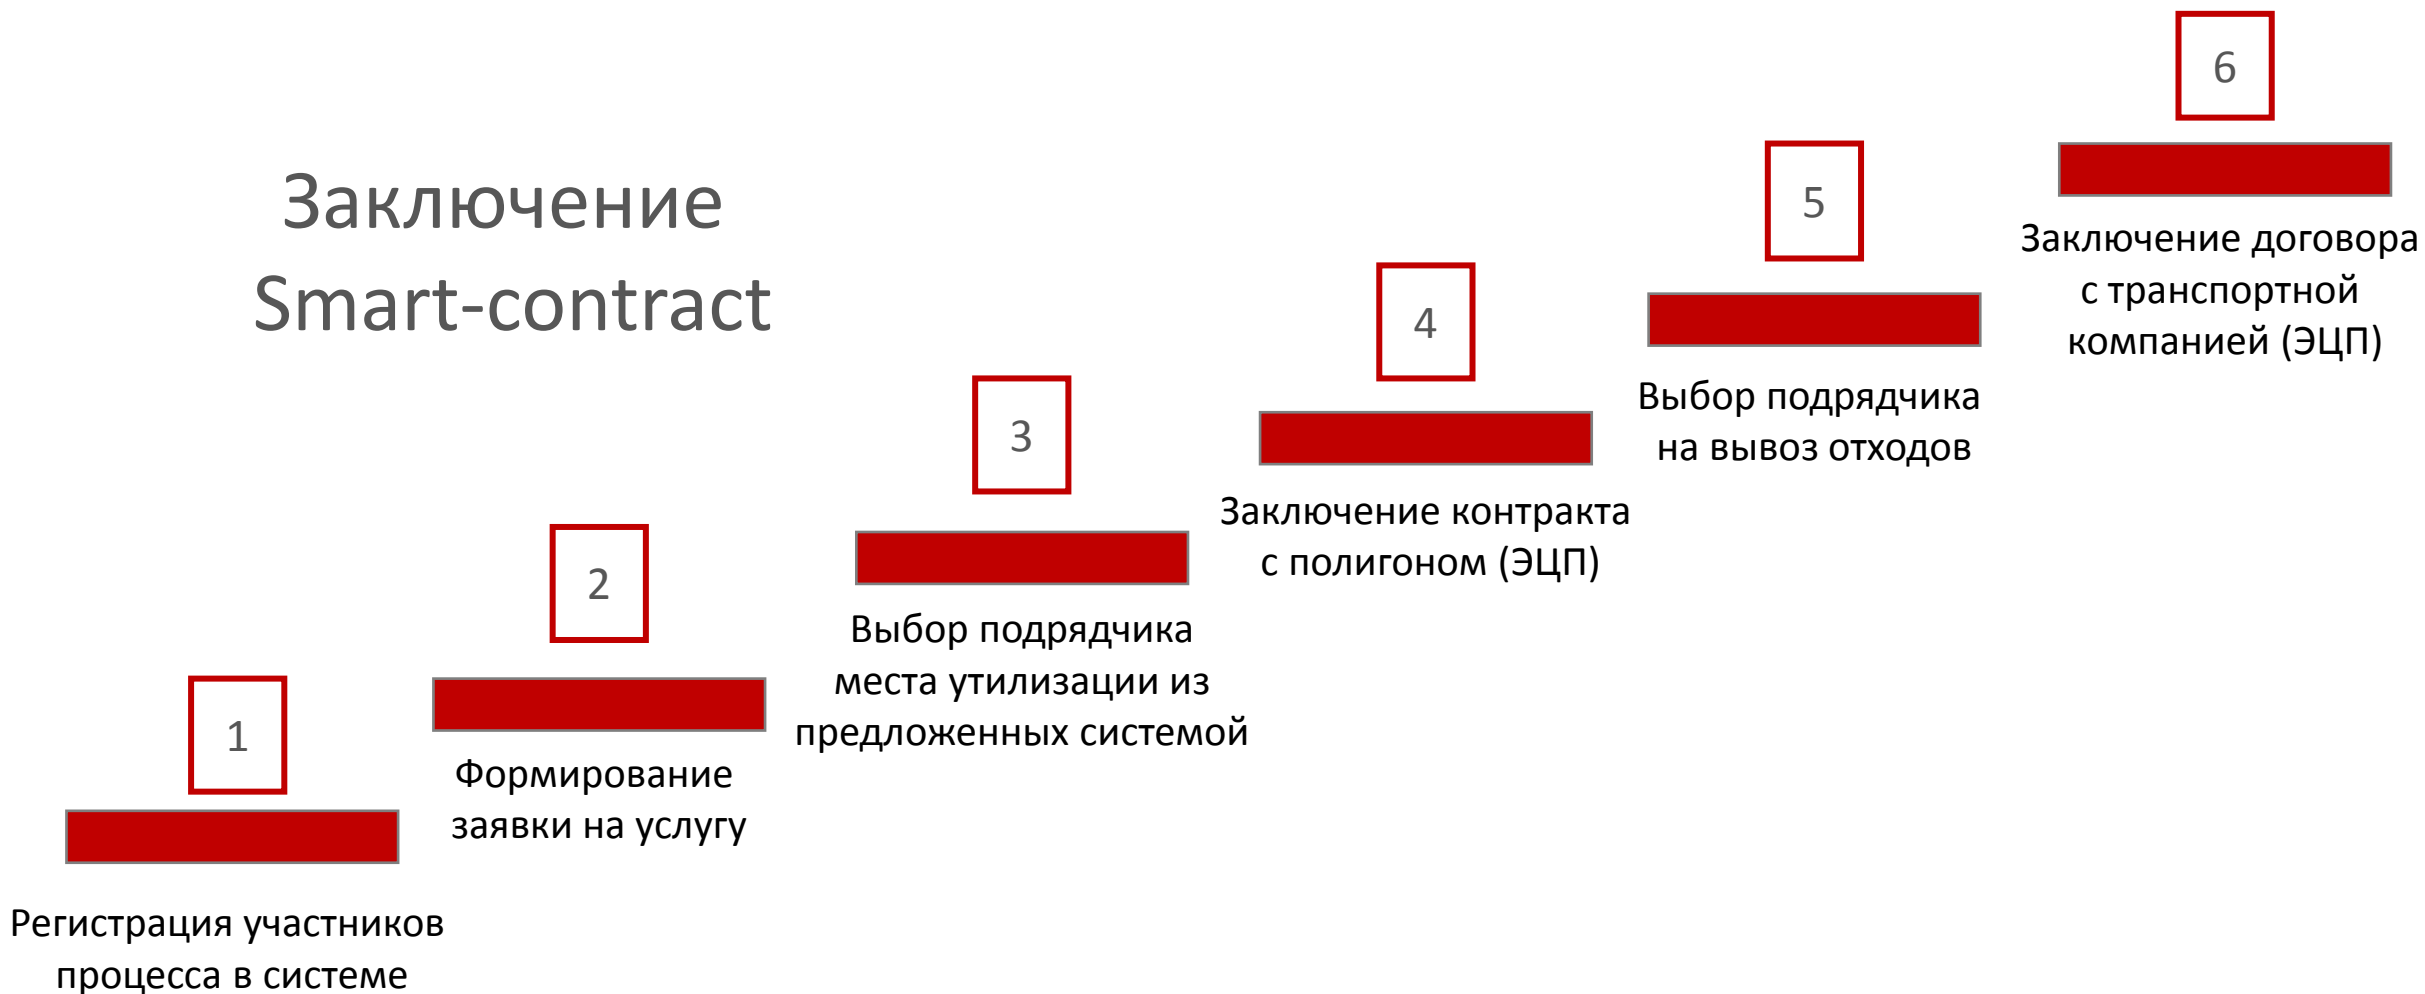 Заключение
Smart-contract
1
Регистрация участников
процесса в системе
2
Формирование
заявки на услугу
3
Выбор подрядчика
места утилизации из
предложенных системой
4
Заключение контракта
с полигоном (ЭЦП)
5
Выбор подрядчика
на вывоз отходов
6
Заключение договора
с транспортной
компанией (ЭЦП)